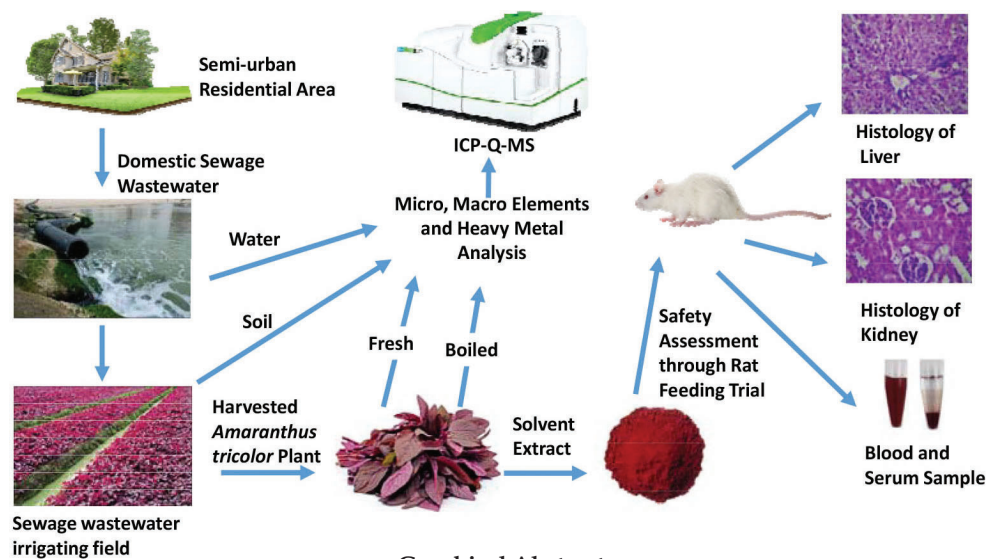 Semi-urban
Residential Area
Domestic Sewage
Wastewater
Water
Soil
Sewage wastewater
irrigating field
Harvested
Amaranthus
tricolor Plant
ICP-Q-MS
Micro, Macro Elements
and Heavy Metal
Analysis
Fresh
Boiled
Solvent
Extract
Safety
Assessment
through Rat
Feeding Trial
Histology of
Liver
Histology of
Kidney
Blood and
Serum Sample